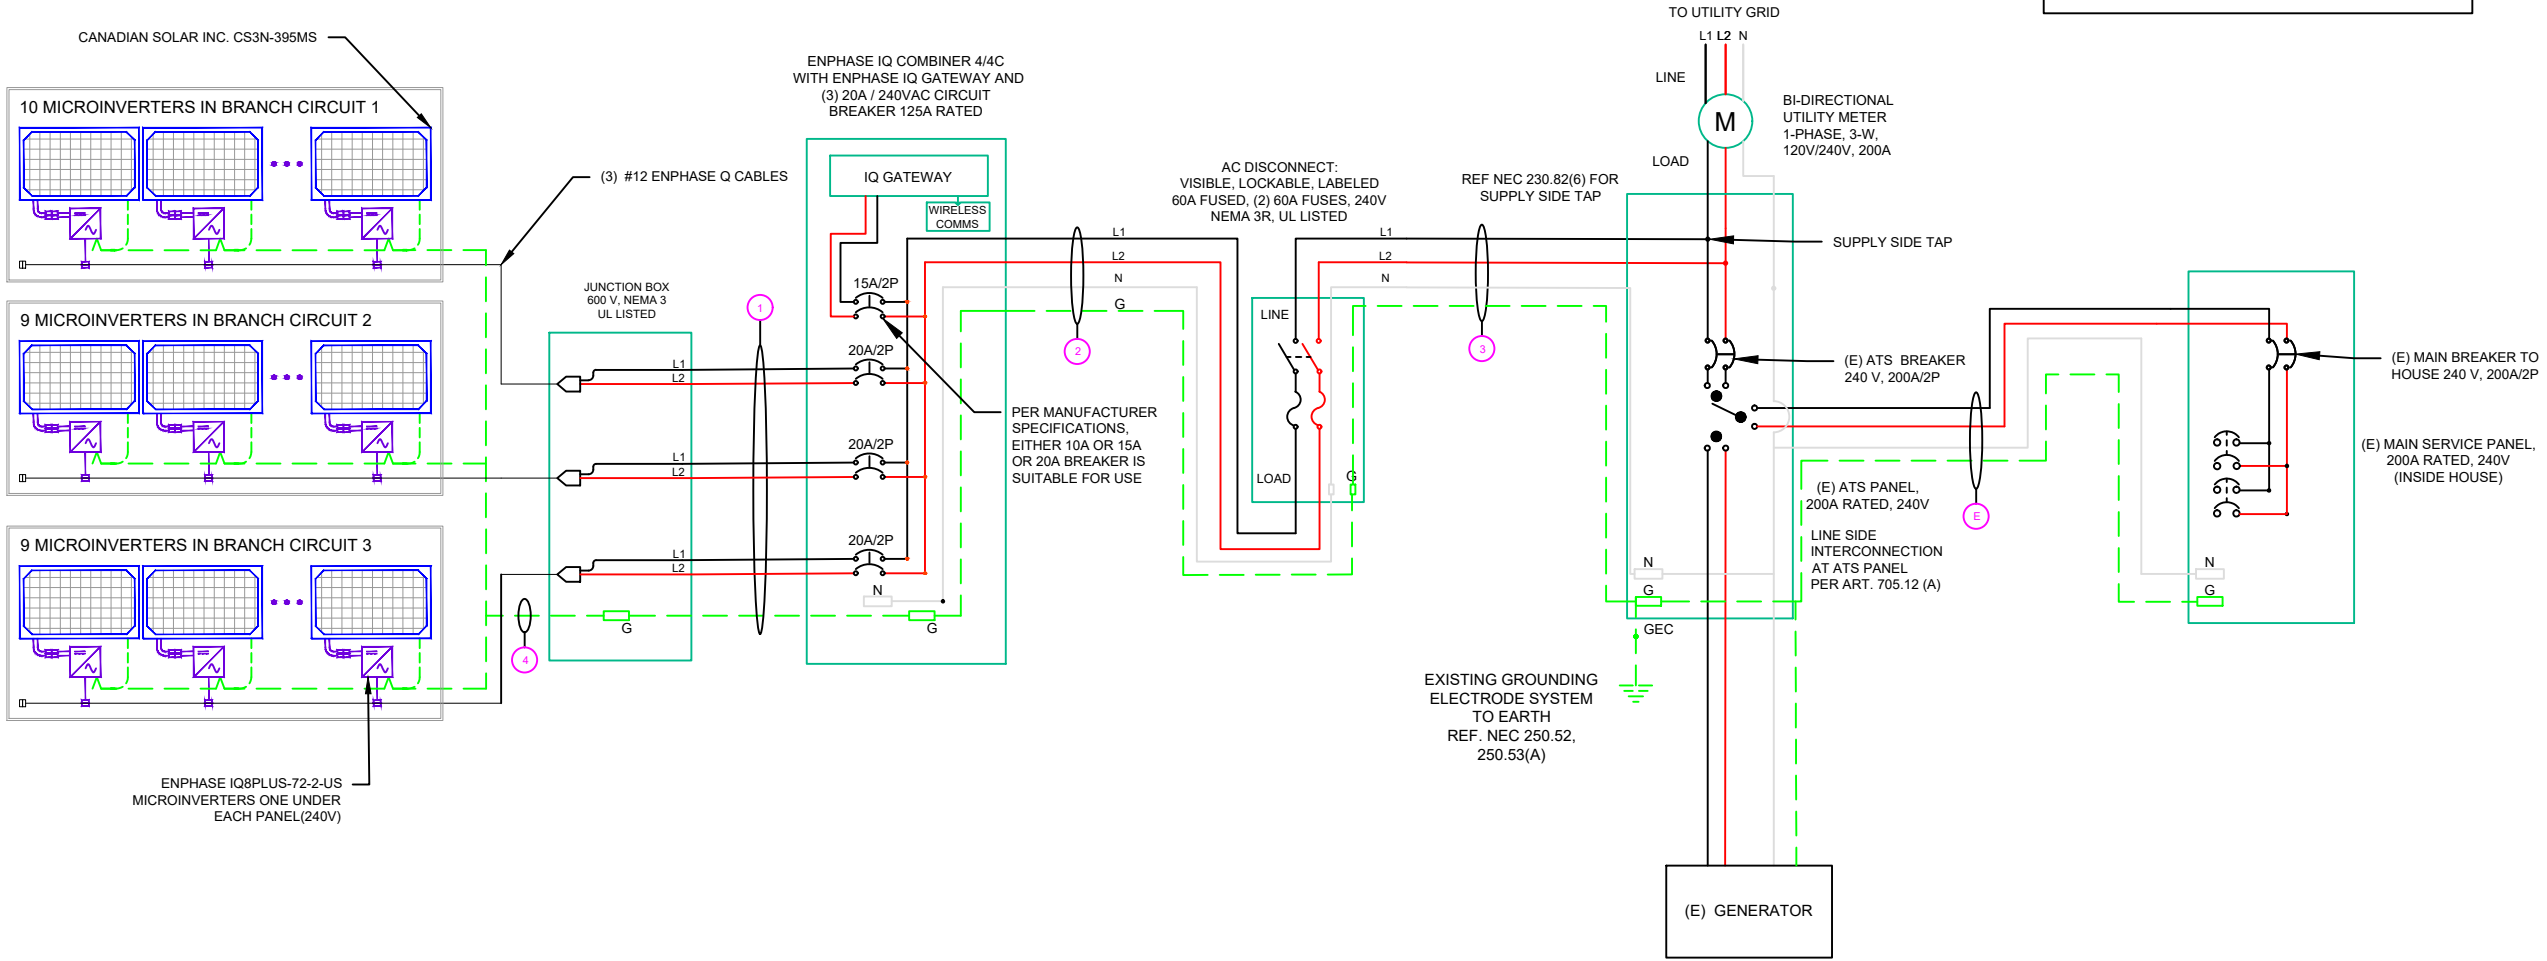 CANADIAN SOLAR INC. CS3N-395MS
10 MICROINVERTERS IN BRANCH CIRCUIT 1
9 MICROINVERTERS IN BRANCH CIRCUIT 2
9 MICROINVERTERS IN BRANCH CIRCUIT 3
ENPHASE IQ8PLUS-72-2-US
MICROINVERTERS ONE UNDER
EACH PANEL(240V)
(3) #12 ENPHASE Q CABLES
JUNCTION BOX
600 V, NEMA 3
UL LISTED
L1
L2
L1
L2
L1
L2
G
4
1
ENPHASE IQ COMBINER 4/4C
WITH ENPHASE IQ GATEWAY AND
(3) 20A / 240VAC CIRCUIT
BREAKER 125A RATED
IQ GATEWAY
WIRELESS
COMMS
15A/2P
20A/2P
20A/2P
20A/2P
N
G
PER MANUFACTURER
SPECIFICATIONS,
EITHER 10A OR 15A
OR 20A BREAKER IS
SUITABLE FOR USE
L1
L2
N
G
2
AC DISCONNECT:
VISIBLE, LOCKABLE, LABELED
60A FUSED, (2) 60A FUSES, 240V
NEMA 3R, UL LISTED
LINE
LOAD
G
L1
L2
N
3
REF NEC 230.82(6) FOR
SUPPLY SIDE TAP
TO UTILITY GRID
L1 L2 N
LINE
M
LOAD
BI-DIRECTIONAL
UTILITY METER
1-PHASE, 3-W,
120V/240V, 200A
SUPPLY SIDE TAP
(E) ATS BREAKER
240 V, 200A/2P
(E) ATS PANEL,
200A RATED, 240V
LINE SIDE
INTERCONNECTION
AT ATS PANEL
PER ART. 705.12 (A)
N
G
GEC
EXISTING GROUNDING
ELECTRODE SYSTEM
TO EARTH
REF. NEC 250.52,
250.53(A)
(E) GENERATOR
E
(E) MAIN BREAKER TO
HOUSE 240 V, 200A/2P
(E) MAIN SERVICE PANEL,
200A RATED, 240V
(INSIDE HOUSE)
N
G